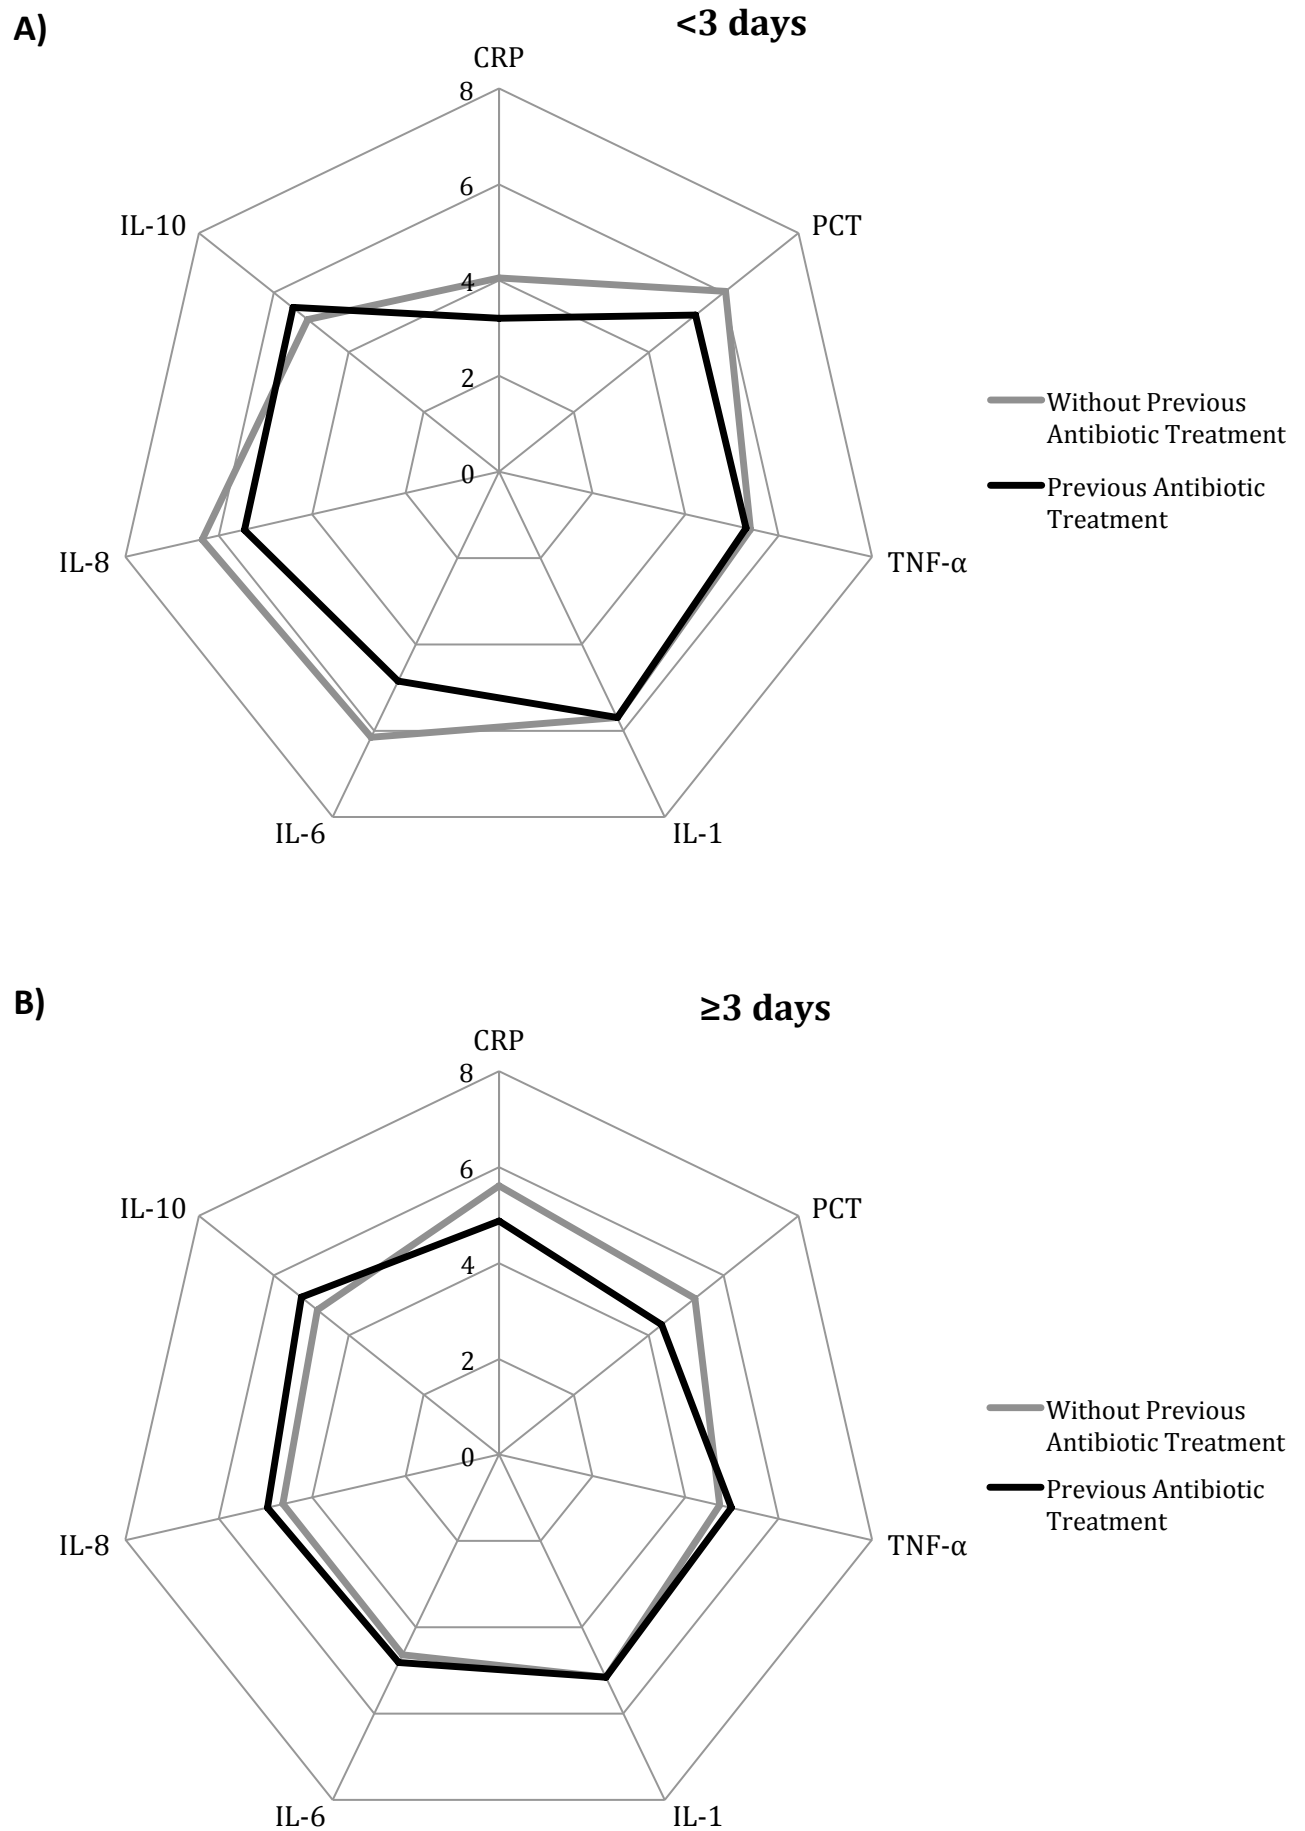 A)
<3 days
CRP
8
6
4
2
0
IL-10
PCT
IL-8
TNF-α
IL-6
IL-1
Without Previous
Antibiotic Treatment
Previous Antibiotic
Treatment
B)
≥3 days
CRP
8
6
4
2
0
IL-10
PCT
IL-8
TNF-α
IL-6
IL-1
Without Previous
Antibiotic Treatment
Previous Antibiotic
Treatment